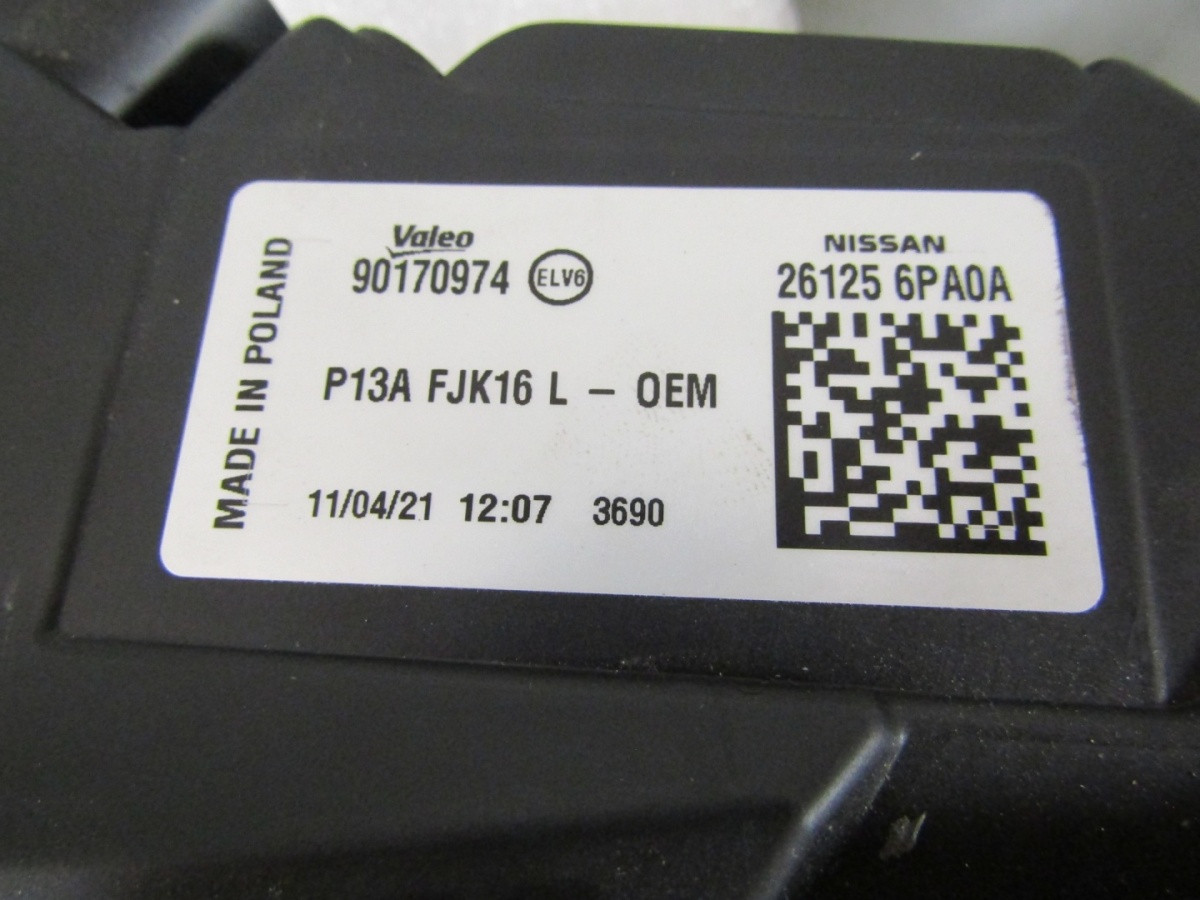 MADE IN POLAND
Valeo
90170974 ELV6
NISSAN
26125 6PA0A
P13A FJK16 L – OEM
11/04/21 12:07 3690